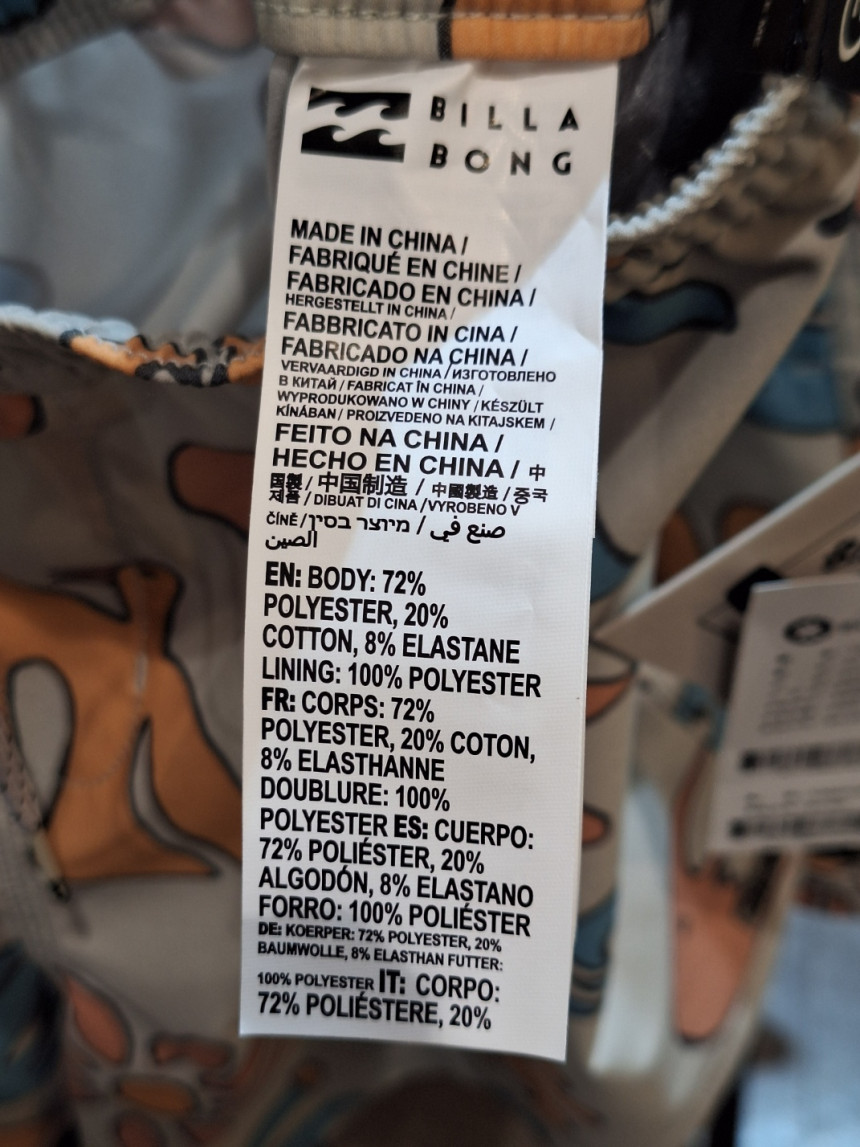 BILLA
BONG
MADE IN CHINA /
FABRIQUÉ EN CHINE /
FABRICADO EN CHINA /
HERGESTELLT IN CHINA /
FABBRICATO IN CINA /
FABRICADO NA CHINA /
VERVAARDIGD IN CHINA / ИЗГОТОВЛЕНО
В КИТАЙ / FABRICAT ÎN CHINA /
WYPRODUKOWANO W CHINY / KÉSZÜLT
KÍNÁBAN / PROIZVEDENO NA KITAJSKEM /
FEITO NA CHINA /
HECHO EN CHINA / 中
国製 / 中国制造 / 中國製造 / 중국
제품 / DIBUAT DI CINA / VYROBENO V
ČÍNĚ / מיוצר בסין / صنع في
الصين
EN: BODY: 72%
POLYESTER, 20%
COTTON, 8% ELASTANE
LINING: 100% POLYESTER
FR: CORPS: 72%
POLYESTER, 20% COTON,
8% ELASTHANNE
DOUBLURE: 100%
POLYESTER ES: CUERPO:
72% POLIÉSTER, 20%
ALGODÓN, 8% ELASTANO
FORRO: 100% POLIÉSTER
DE: KOERPER: 72% POLYESTER, 20%
BAUMWOLLE, 8% ELASTHAN FUTTER:
100% POLYESTER IT: CORPO:
72% POLIÉSTERE, 20%